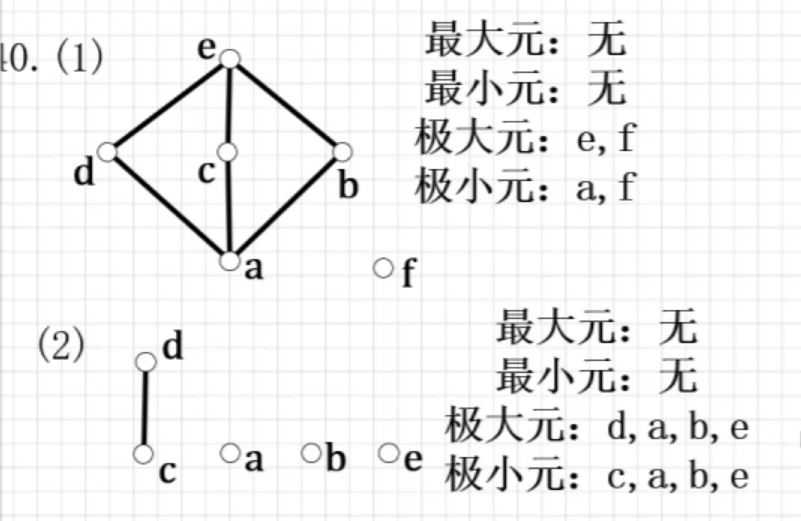 40. (1)
e
d
c
b
a
f
最大元：无
最小元：无
极大元：e,f
极小元：a,f
(2)
d
c
a
b
e
最大元：无
最小元：无
极大元：d,a,b,e
极小元：c,a,b,e